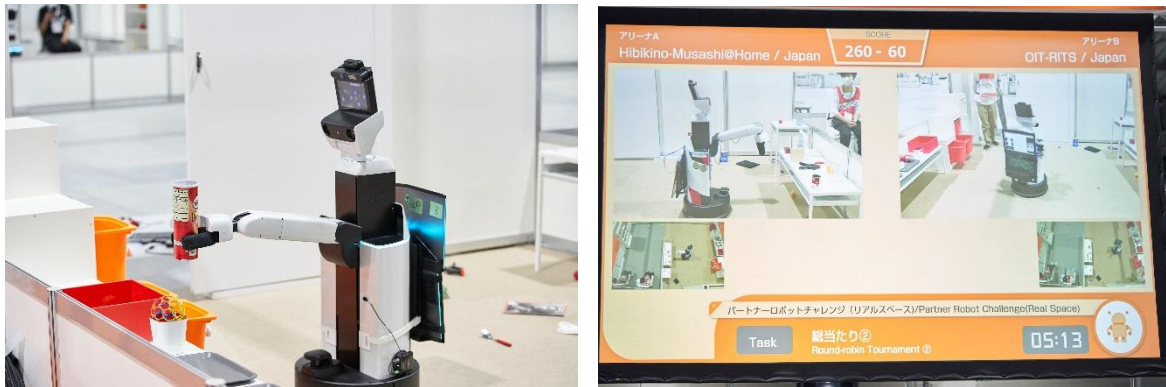 アリーナA
Hibikino-Musashi@Home / Japan
SCORE
260 - 60
アリーナB
OIT-RITS / Japan
パートナーロボットチャレンジ (リアルスペース)/Partner Robot Challenge(Real Space)
Task
総当たり②
Round-robin Tournament ②
05:13